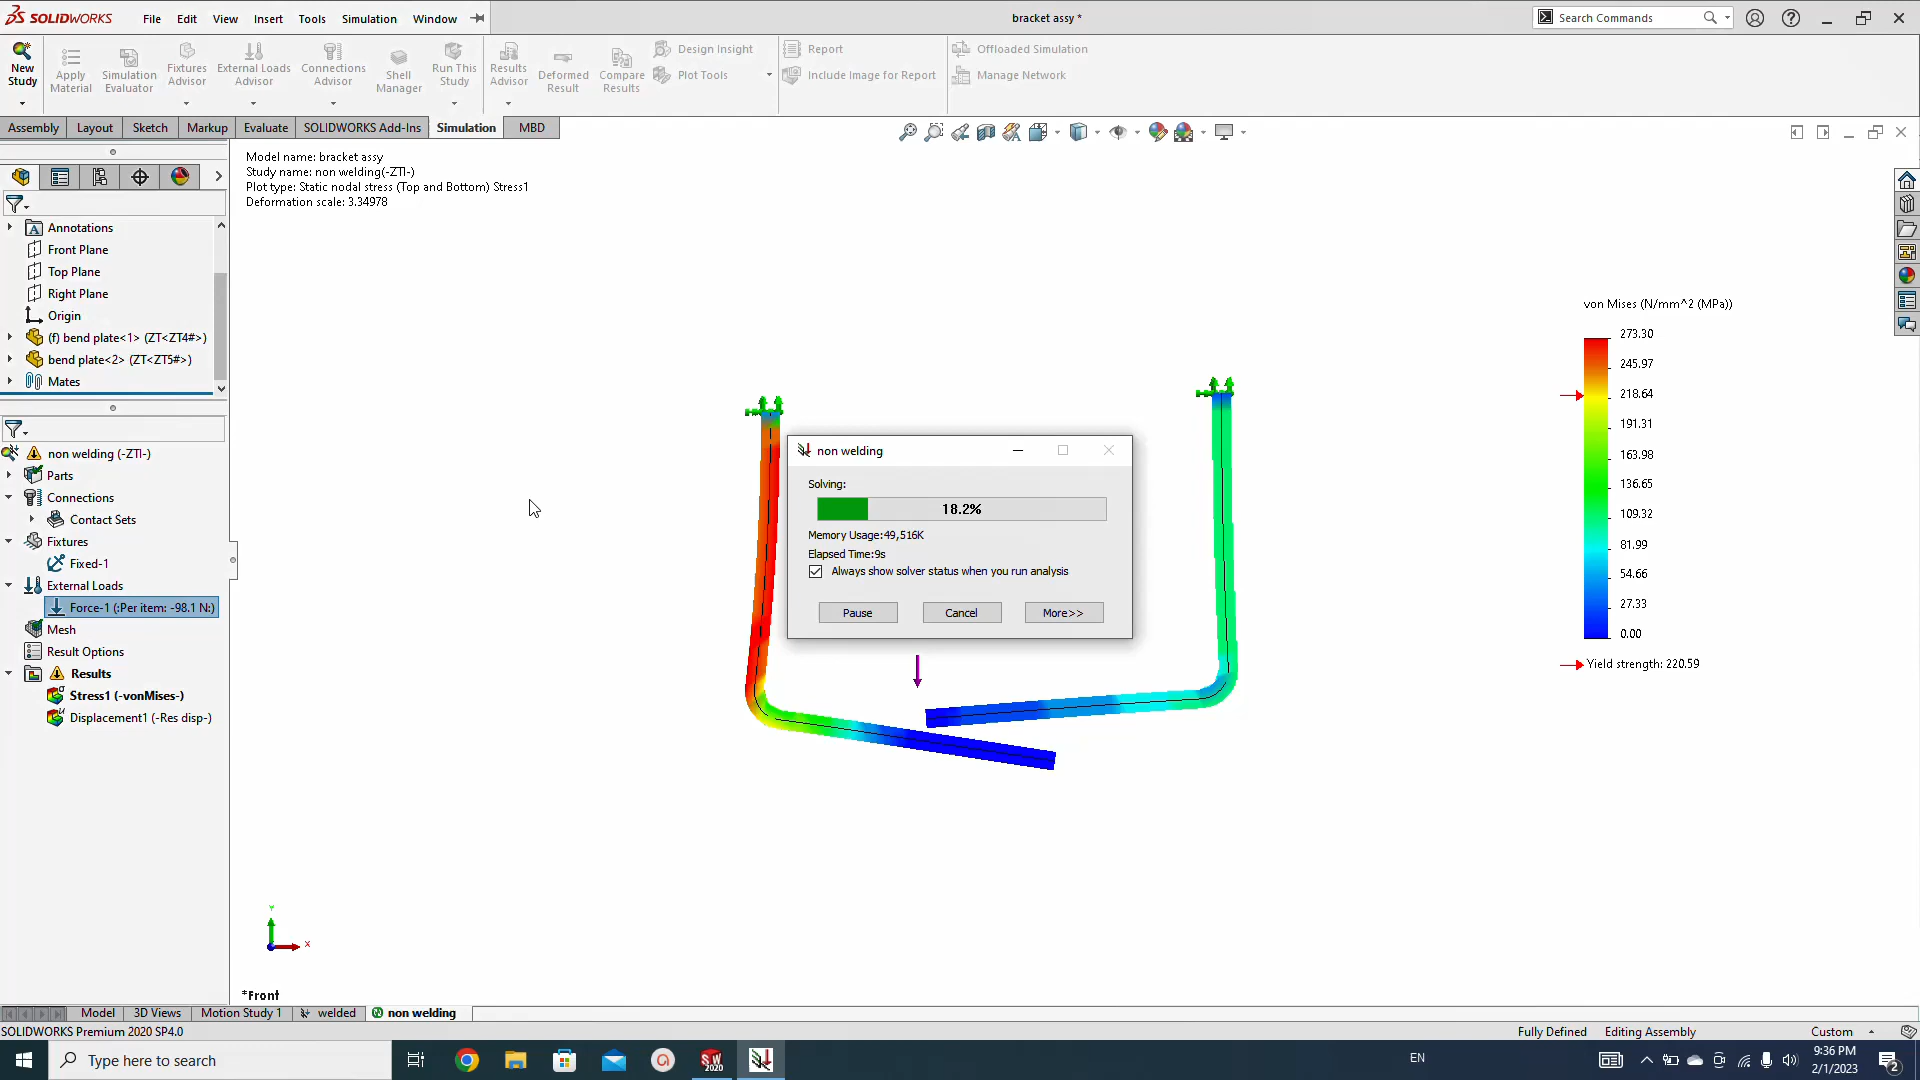 SOLIDWORKS
File Edit View Insert Tools Simulation Window
bracket assy *
Search Commands
New Study
Apply Material
Simulation Evaluator
Fixtures Advisor
External Loads Advisor
Connections Advisor
Shell Manager
Run This Study
Results Advisor
Deformed Result
Compare Results
Design Insight
Plot Tools
Report
Include Image for Report
Offloaded Simulation
Manage Network
Assembly Layout Sketch Markup Evaluate SOLIDWORKS Add-Ins Simulation MBD
Model name: bracket assy
Study name: non welding(-ZTI-)
Plot type: Static nodal stress (Top and Bottom) Stress1
Deformation scale: 3.34978
Annotations
Front Plane
Top Plane
Right Plane
Origin
(f) bend plate<1> (ZT<ZT4#>)
bend plate<2> (ZT<ZT5#>)
Mates
non welding (-ZTI-)
Parts
Connections
Contact Sets
Fixtures
Fixed-1
External Loads
Force-1 (:Per item: -98.1 N:)
Mesh
Result Options
Results
Stress1 (-vonMises-)
Displacement1 (-Res disp-)
non welding
Solving:
18.2%
Memory Usage:49,516K
Elapsed Time:9s
Always show solver status when you run analysis
Pause Cancel More>>
von Mises (N/mm^2 (MPa))
273.30
245.97
218.64
191.31
163.98
136.65
109.32
81.99
54.66
27.33
0.00
Yield strength: 220.59
Y
X
*Front
Model 3D Views Motion Study 1 welded non welding
SOLIDWORKS Premium 2020 SP4.0
Fully Defined Editing Assembly Custom
Type here to search
SW 2020
EN
9:36 PM
2/1/2023
2